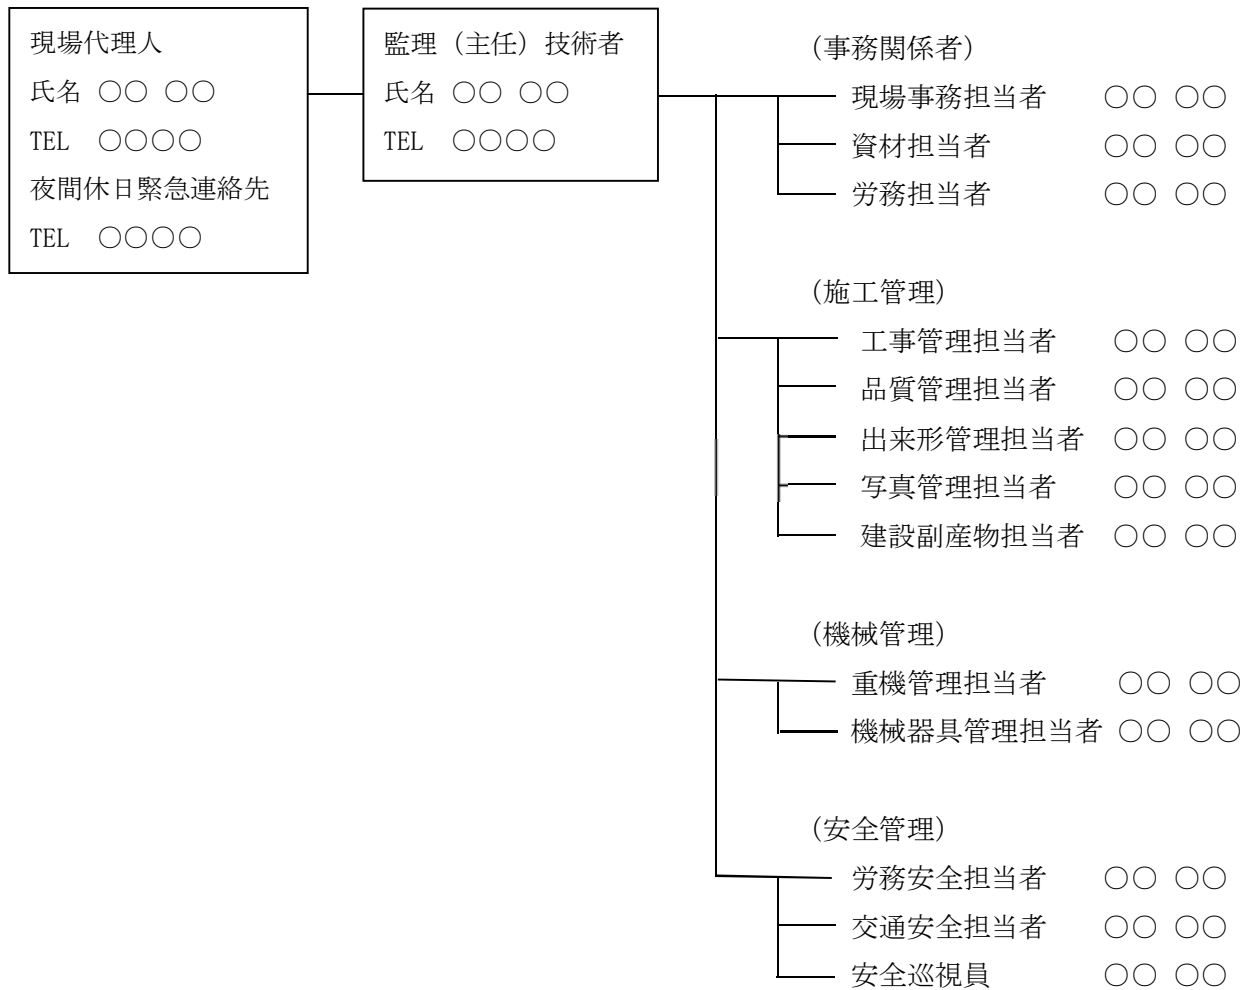 現場代理人
氏名 ○○ ○○
TEL ○○○○
夜間休日緊急連絡先
TEL ○○○○
監理（主任）技術者
氏名 ○○ ○○
TEL ○○○○
(事務関係者)
現場事務担当者 ○○ ○○
資材担当者 ○○ ○○
労務担当者 ○○ ○○
(施工管理)
工事管理担当者 ○○ ○○
品質管理担当者 ○○ ○○
出来形管理担当者 ○○ ○○
写真管理担当者 ○○ ○○
建設副産物担当者 ○○ ○○
(機械管理)
重機管理担当者 ○○ ○○
機械器具管理担当者 ○○ ○○
(安全管理)
労務安全担当者 ○○ ○○
交通安全担当者 ○○ ○○
安全巡視員 ○○ ○○